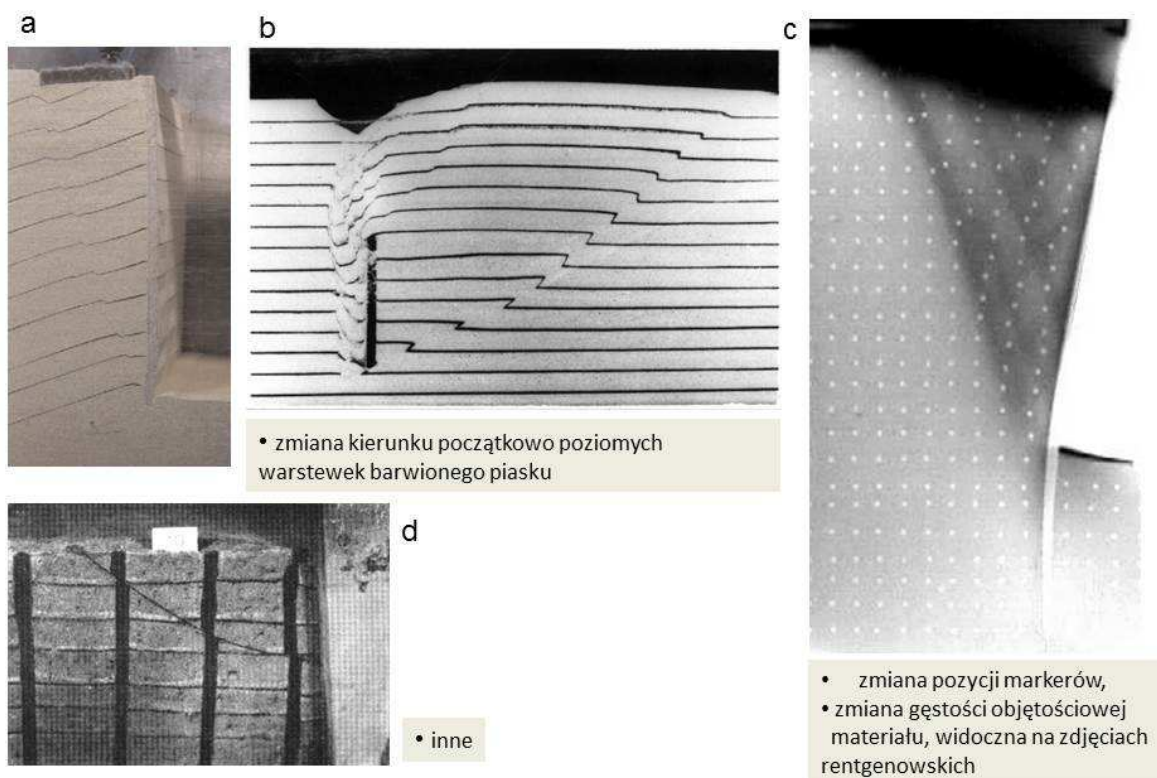 a
b
c
• zmiana kierunku początkowo poziomych
warstewek barwionego piasku
d
• inne
• zmiana pozycji markerów,
• zmiana gęstości objętościowej
materiału, widoczna na zdjęciach
rentgenowskich